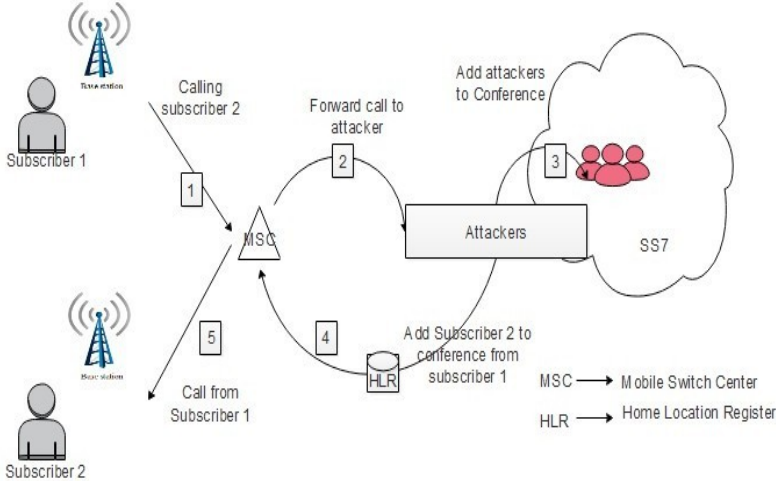 Base station
Subscriber 1
Calling
subscriber 2
1
Forward call to
attacker
2
Add attackers
to Conference
3
MSC
Attackers
SS7
Base station
Subscriber 2
5
Call from
Subscriber 1
4
HLR
Add Subscriber 2 to
conference from
subscriber 1
MSC Mobile Switch Center
HLR Home Location Register